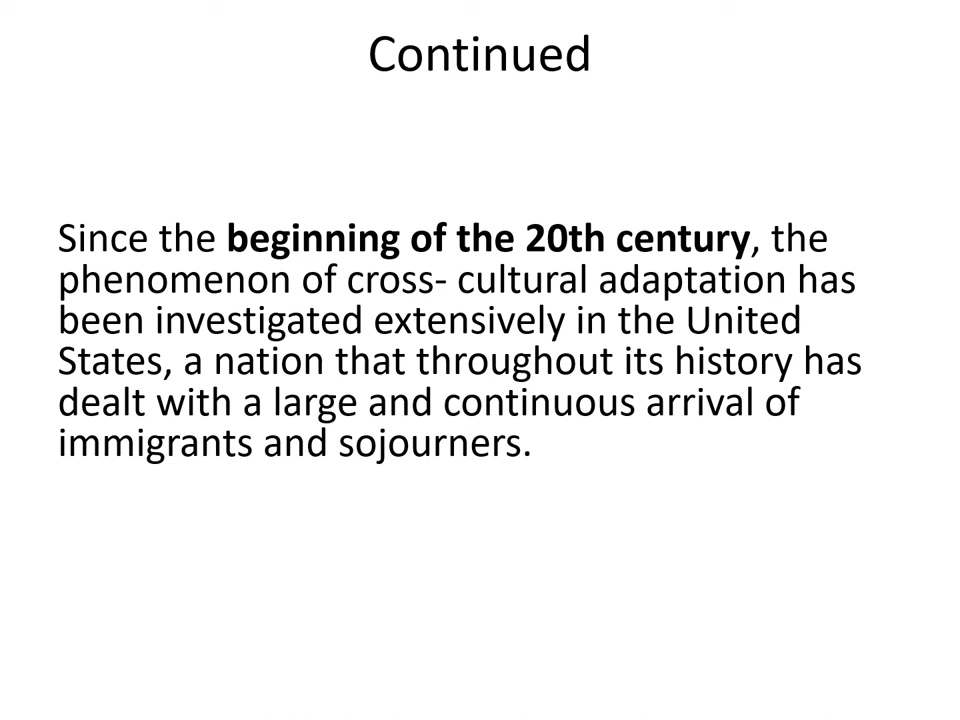 Continued
Since the beginning of the 20th century, the
phenomenon of cross- cultural adaptation has
been investigated extensively in the United
States, a nation that throughout its history has
dealt with a large and continuous arrival of
immigrants and sojourners.